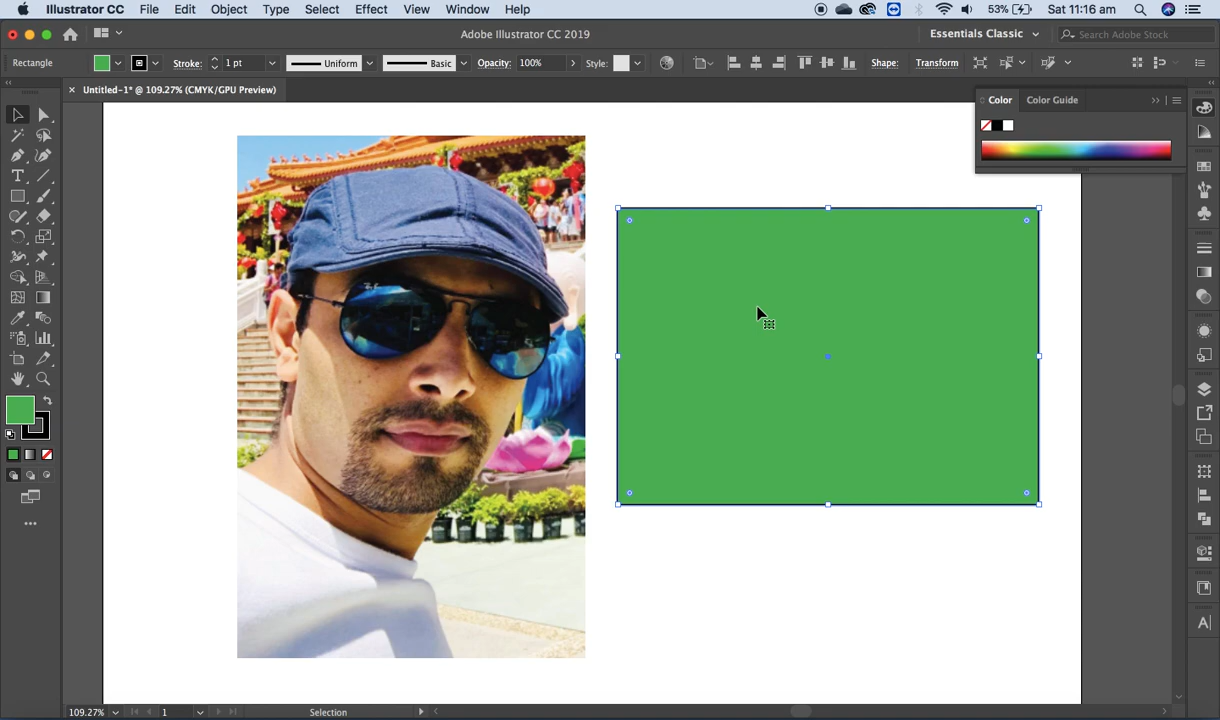 Illustrator CC File Edit Object Type Select Effect View Window Help 53% Sat 11:16 am
Adobe Illustrator CC 2019 Essentials Classic Search Adobe Stock
Rectangle Stroke: 1 pt Uniform Basic Opacity: 100% Style: Shape: Transform
× Untitled-1* @ 109.27% (CMYK/GPU Preview)
Color Color Guide
109.27% 1 Selection